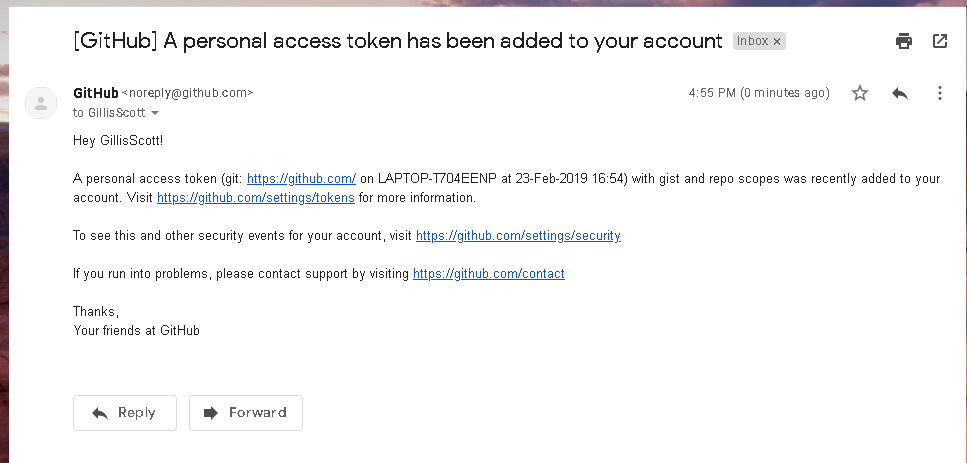 [GitHub] A personal access token has been added to your account Inbox ×
GitHub <noreply@github.com> 4:55 PM (0 minutes ago)
to GillisScott
Hey GillisScott!
A personal access token (git: https://github.com/ on LAPTOP-T704EENP at 23-Feb-2019 16:54) with gist and repo scopes was recently added to your
account. Visit https://github.com/settings/tokens for more information.
To see this and other security events for your account, visit https://github.com/settings/security
If you run into problems, please contact support by visiting https://github.com/contact
Thanks,
Your friends at GitHub
Reply Forward